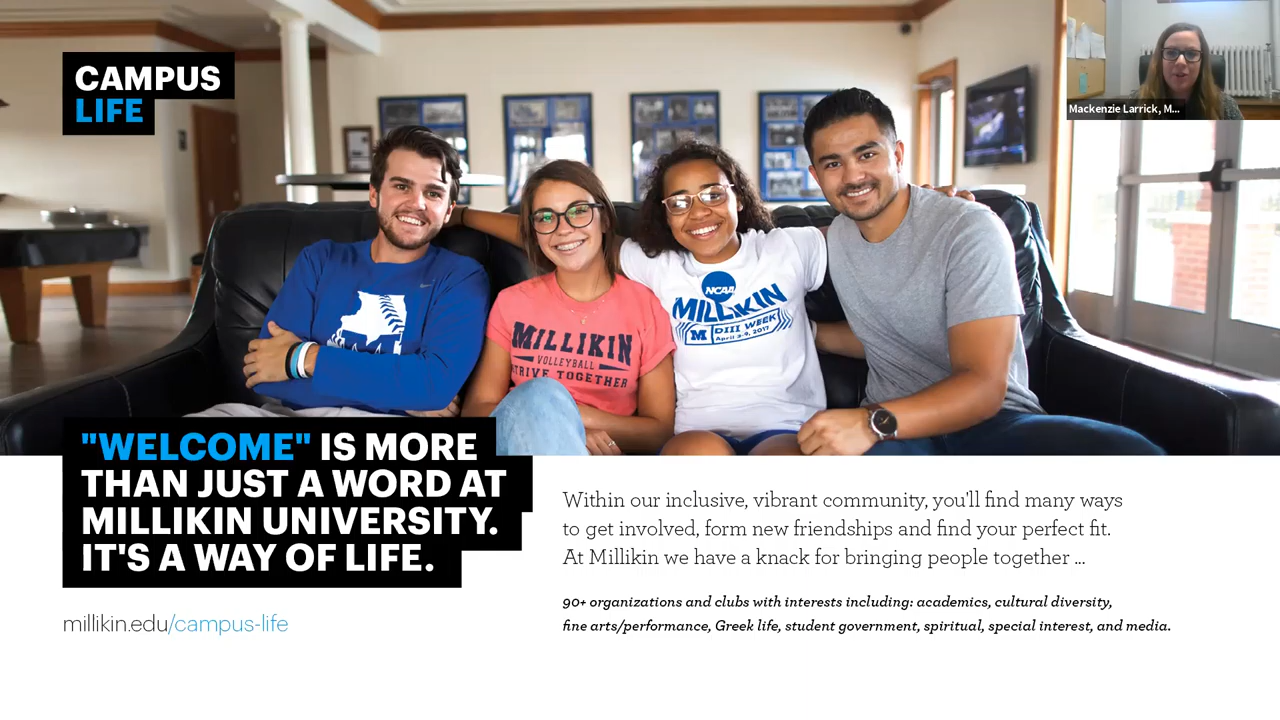 CAMPUS
LIFE
Mackenzie Larrick, M...
MILLIKIN
VOLLEYBALL
STRIVE TOGETHER
NCAA
MILLIKIN
M DIII WEEK
April 3-9, 2017
"WELCOME" IS MORE
THAN JUST A WORD AT
MILLIKIN UNIVERSITY.
IT'S A WAY OF LIFE.
millikin.edu/campus-life
Within our inclusive, vibrant community, you'll find many ways
to get involved, form new friendships and find your perfect fit.
At Millikin we have a knack for bringing people together ...
90+ organizations and clubs with interests including: academics, cultural diversity,
fine arts/performance, Greek life, student government, spiritual, special interest, and media.